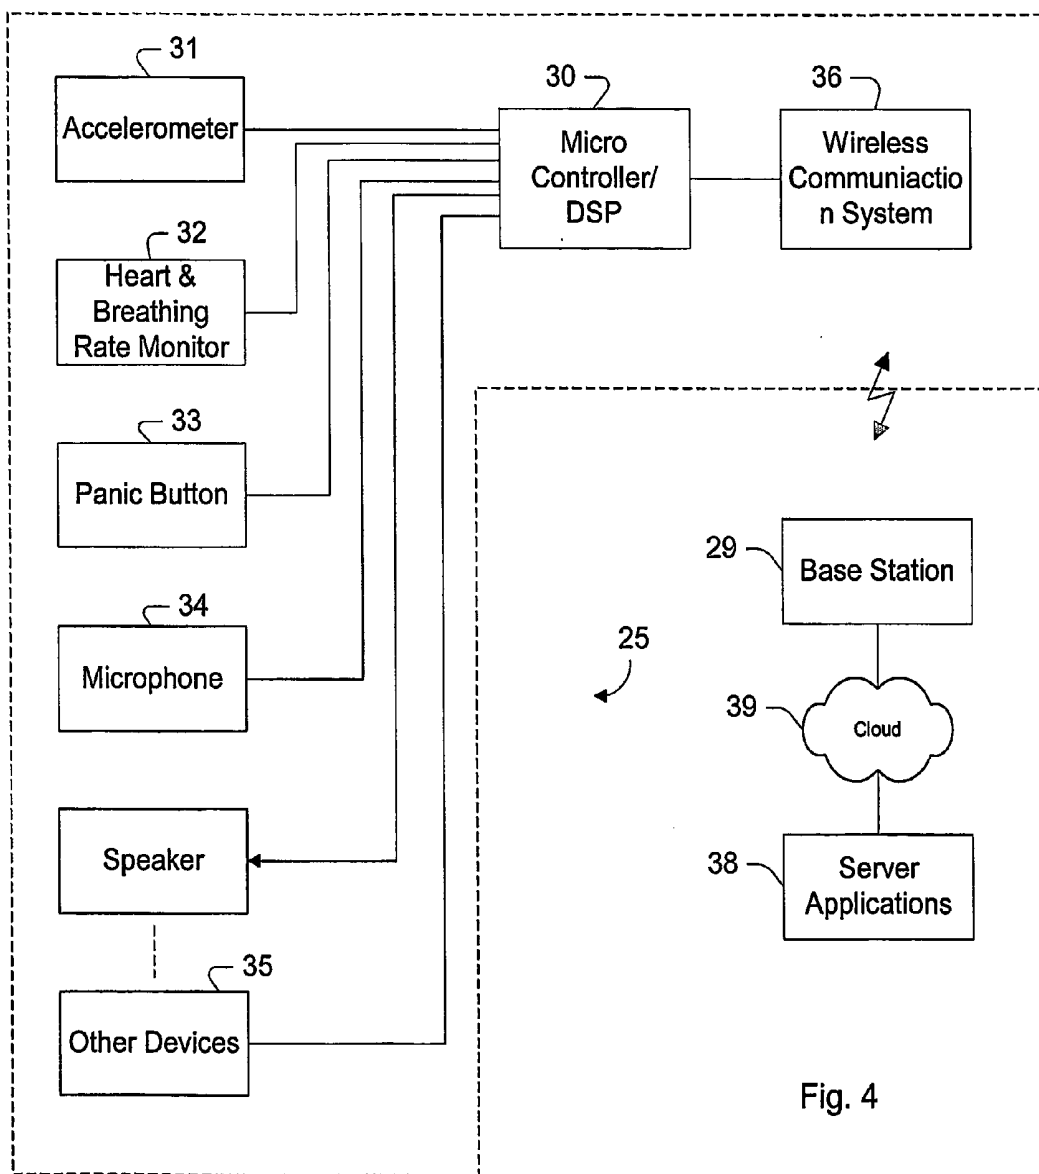 31
Accelerometer
30
Micro
Controller/
DSP
36
Wireless
Communiactio
n System
32
Heart &
Breathing
Rate Monitor
33
Panic Button
34
Microphone
Speaker
35
Other Devices
29
Base Station
25
39
Cloud
38
Server
Applications
Fig. 4